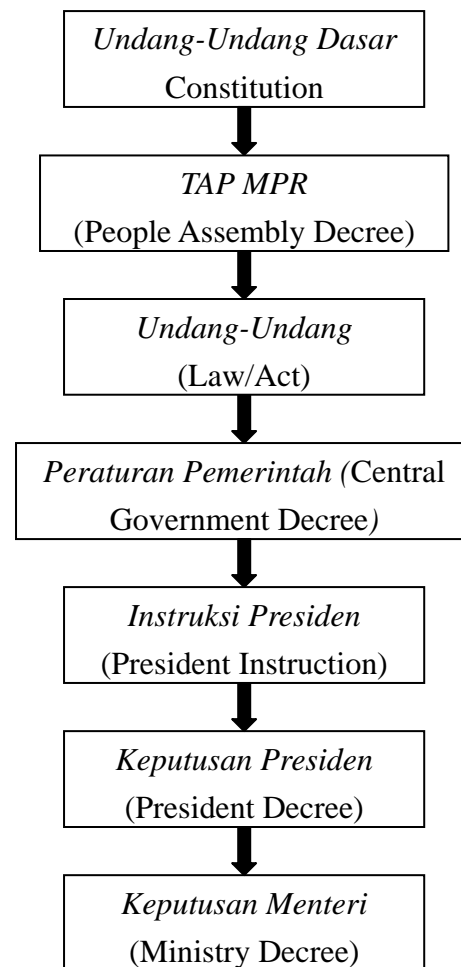 Undang-Undang Dasar
Constitution
TAP MPR
(People Assembly Decree)
Undang-Undang
(Law/Act)
Peraturan Pemerintah (Central
Government Decree)
Instruksi Presiden
(President Instruction)
Keputusan Presiden
(President Decree)
Keputusan Menteri
(Ministry Decree)